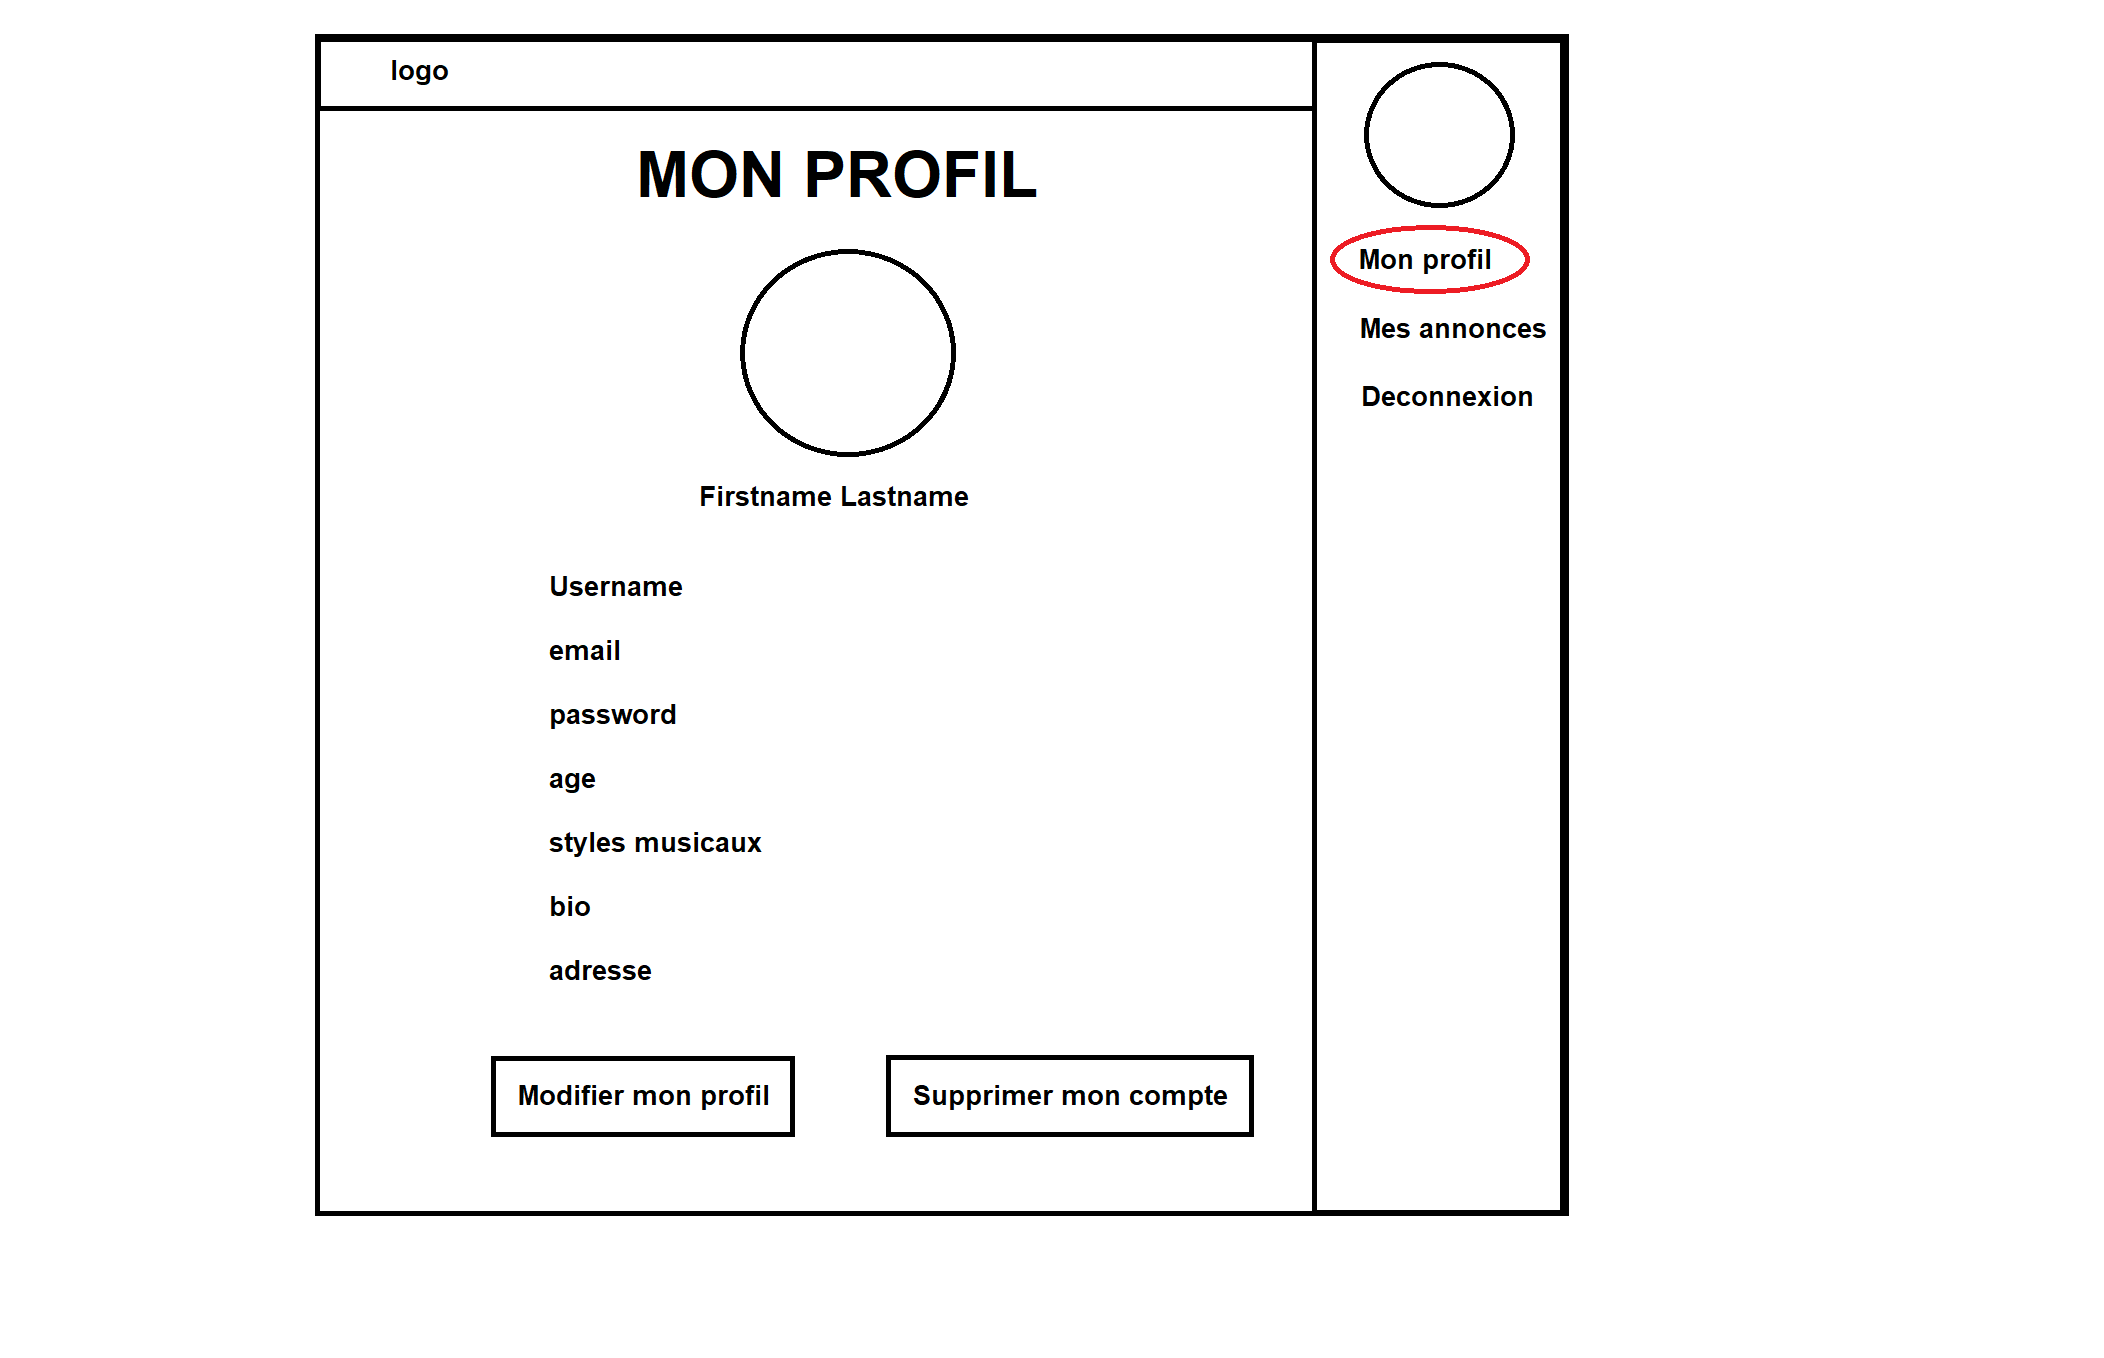 logo
MON PROFIL
Firstname Lastname
Username
email
password
age
styles musicaux
bio
adresse
Modifier mon profil
Supprimer mon compte
Mon profil
Mes annonces
Deconnexion